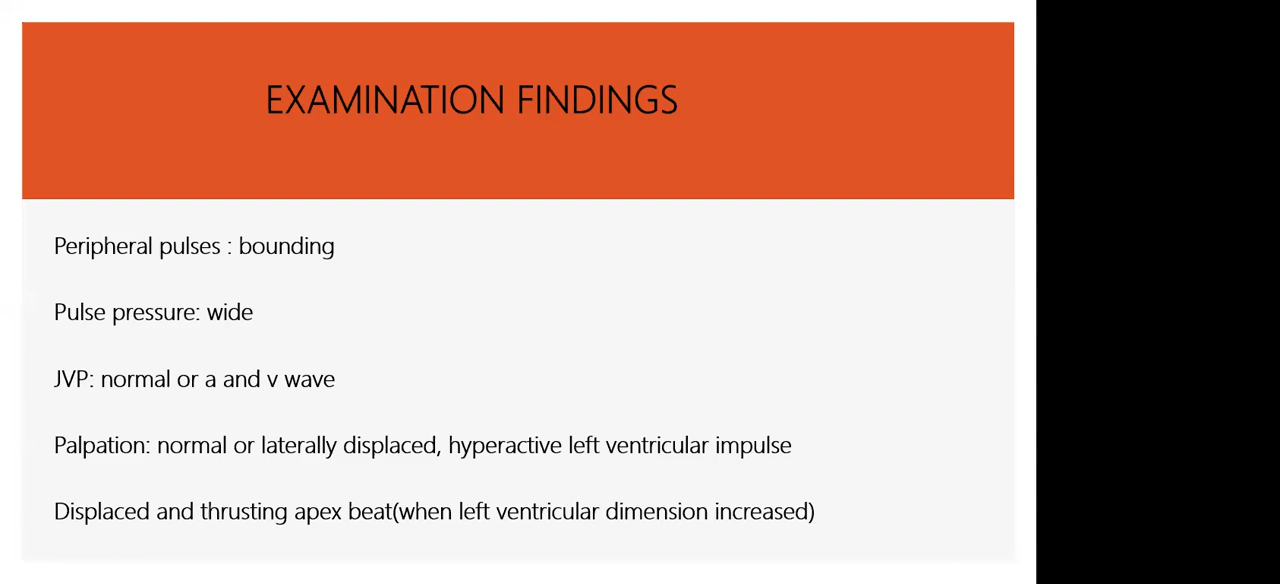 EXAMINATION FINDINGS
Peripheral pulses : bounding
Pulse pressure: wide
JVP: normal or a and v wave
Palpation: normal or laterally displaced, hyperactive left ventricular impulse
Displaced and thrusting apex beat(when left ventricular dimension increased)